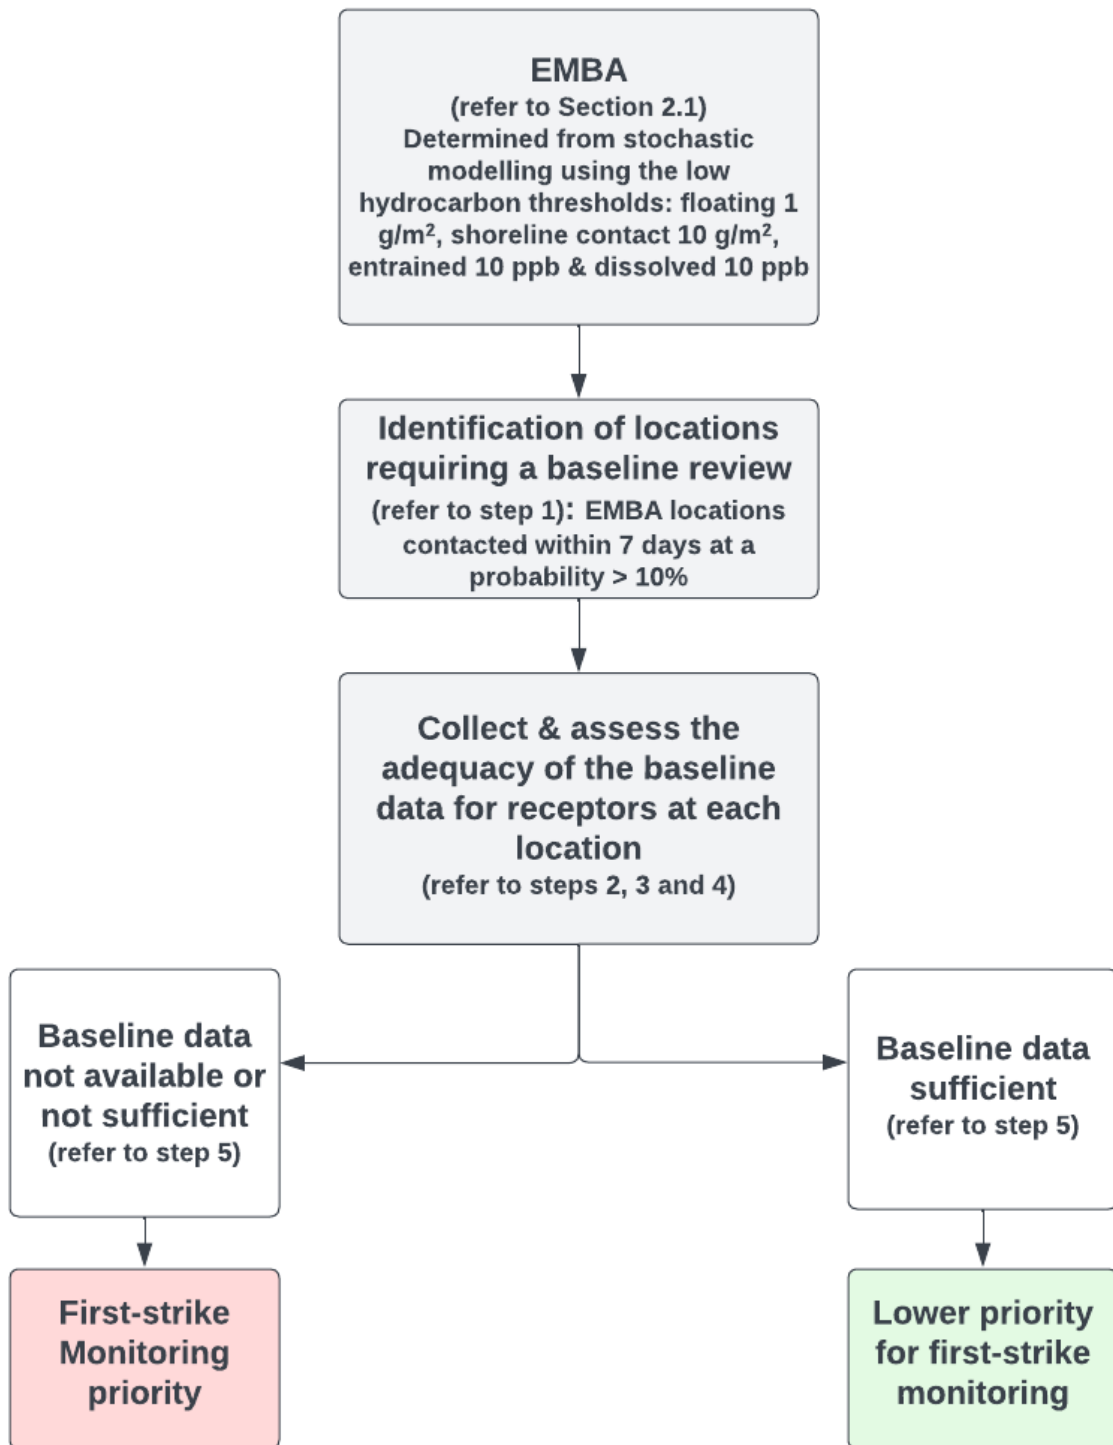 EMBA
(refer to Section 2.1)
Determined from stochastic
modelling using the low
hydrocarbon thresholds: floating 1
g/m², shoreline contact 10 g/m²,
entrained 10 ppb & dissolved 10 ppb
Identification of locations
requiring a baseline review
(refer to step 1): EMBA locations
contacted within 7 days at a
probability > 10%
Collect & assess the
adequacy of the baseline
data for receptors at each
location
(refer to steps 2, 3 and 4)
Baseline data
not available or
not sufficient
(refer to step 5)
Baseline data
sufficient
(refer to step 5)
First-strike
Monitoring
priority
Lower priority
for first-strike
monitoring